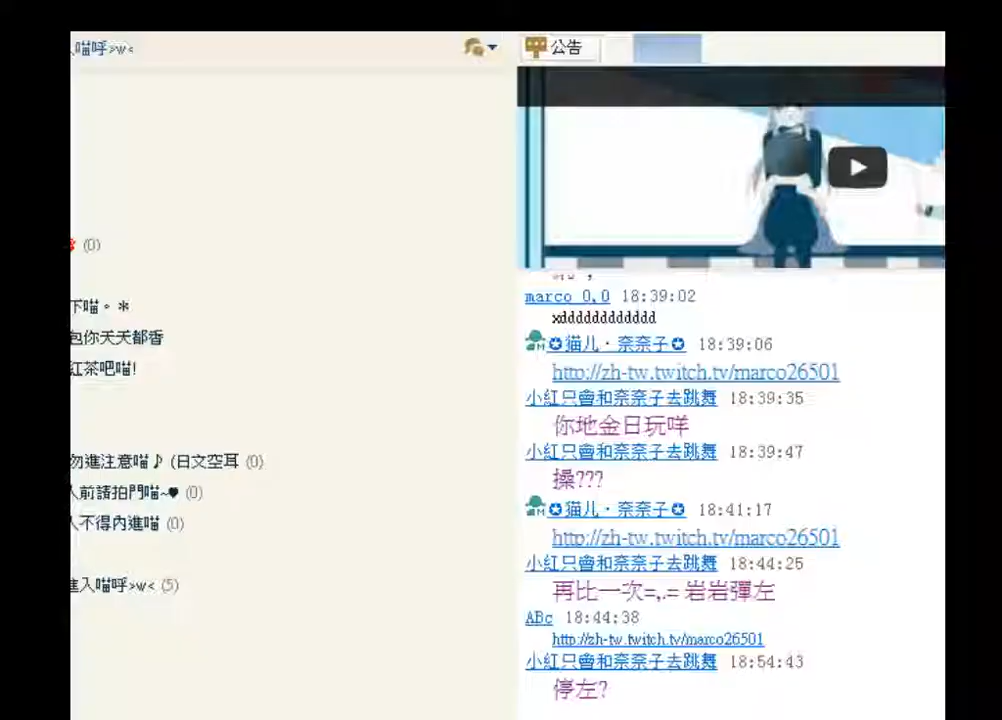 喵呼>w<
公告
(0)
下喵。＊
包你天天都香
紅茶吧喵!
勿進注意喵♪ (日文空耳 (0)
人前請拍門喵~♥ (0)
人不得內進喵 (0)
進入喵呼>w< (5)
marco 0.0 18:39:02
xdddddddddddd
✪猫儿·奈奈子✪ 18:39:06
http://zh-tw.twitch.tv/marco26501
小紅只會和奈奈子去跳舞 18:39:35
你地金日玩咩
小紅只會和奈奈子去跳舞 18:39:47
操???
✪猫儿·奈奈子✪ 18:41:17
http://zh-tw.twitch.tv/marco26501
小紅只會和奈奈子去跳舞 18:44:25
再比一次=,.= 岩岩彈左
ABc 18:44:38
http://zh-tw.twitch.tv/marco26501
小紅只會和奈奈子去跳舞 18:54:43
停左?